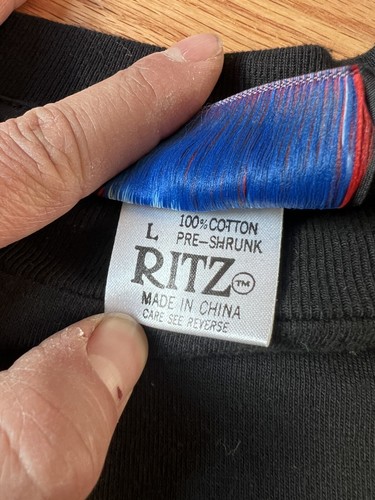 L 100% COTTON
PRE-SHRUNK
RITZ™
MADE IN CHINA
CARE SEE REVERSE